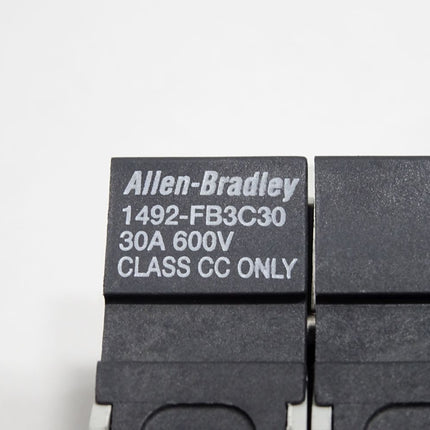 Allen-Bradley
1492-FB3C30
30A 600V
CLASS CC ONLY